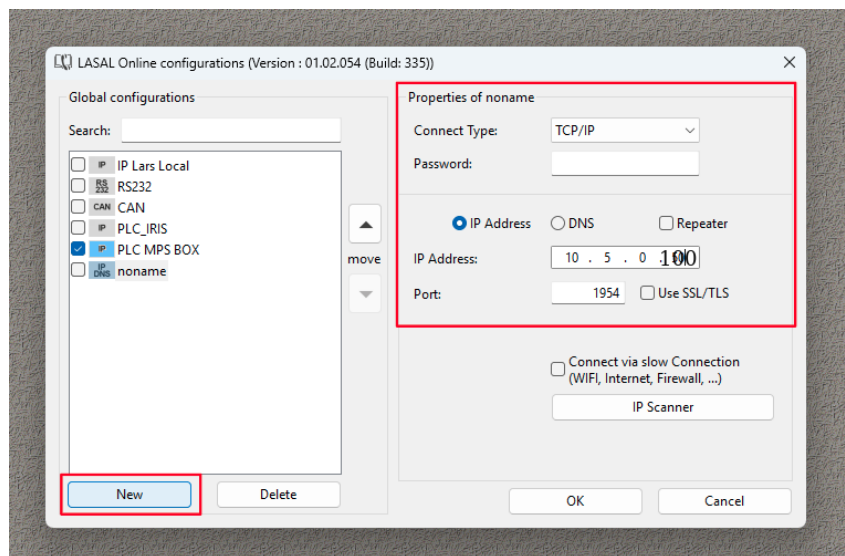 LASAL Online configurations (Version : 01.02.054 (Build: 335))
Global configurations
Search:
IP IP Lars Local
RS 232 RS232
CAN CAN
IP PLC_IRIS
IP PLC MPS BOX
IP DNS noname
move
New
Delete
Properties of noname
Connect Type: TCP/IP
Password:
IP Address
DNS
Repeater
IP Address: 10 . 5 . 0 . 100
Port: 1954
Use SSL/TLS
Connect via slow Connection
(WIFI, Internet, Firewall, ...)
IP Scanner
OK
Cancel